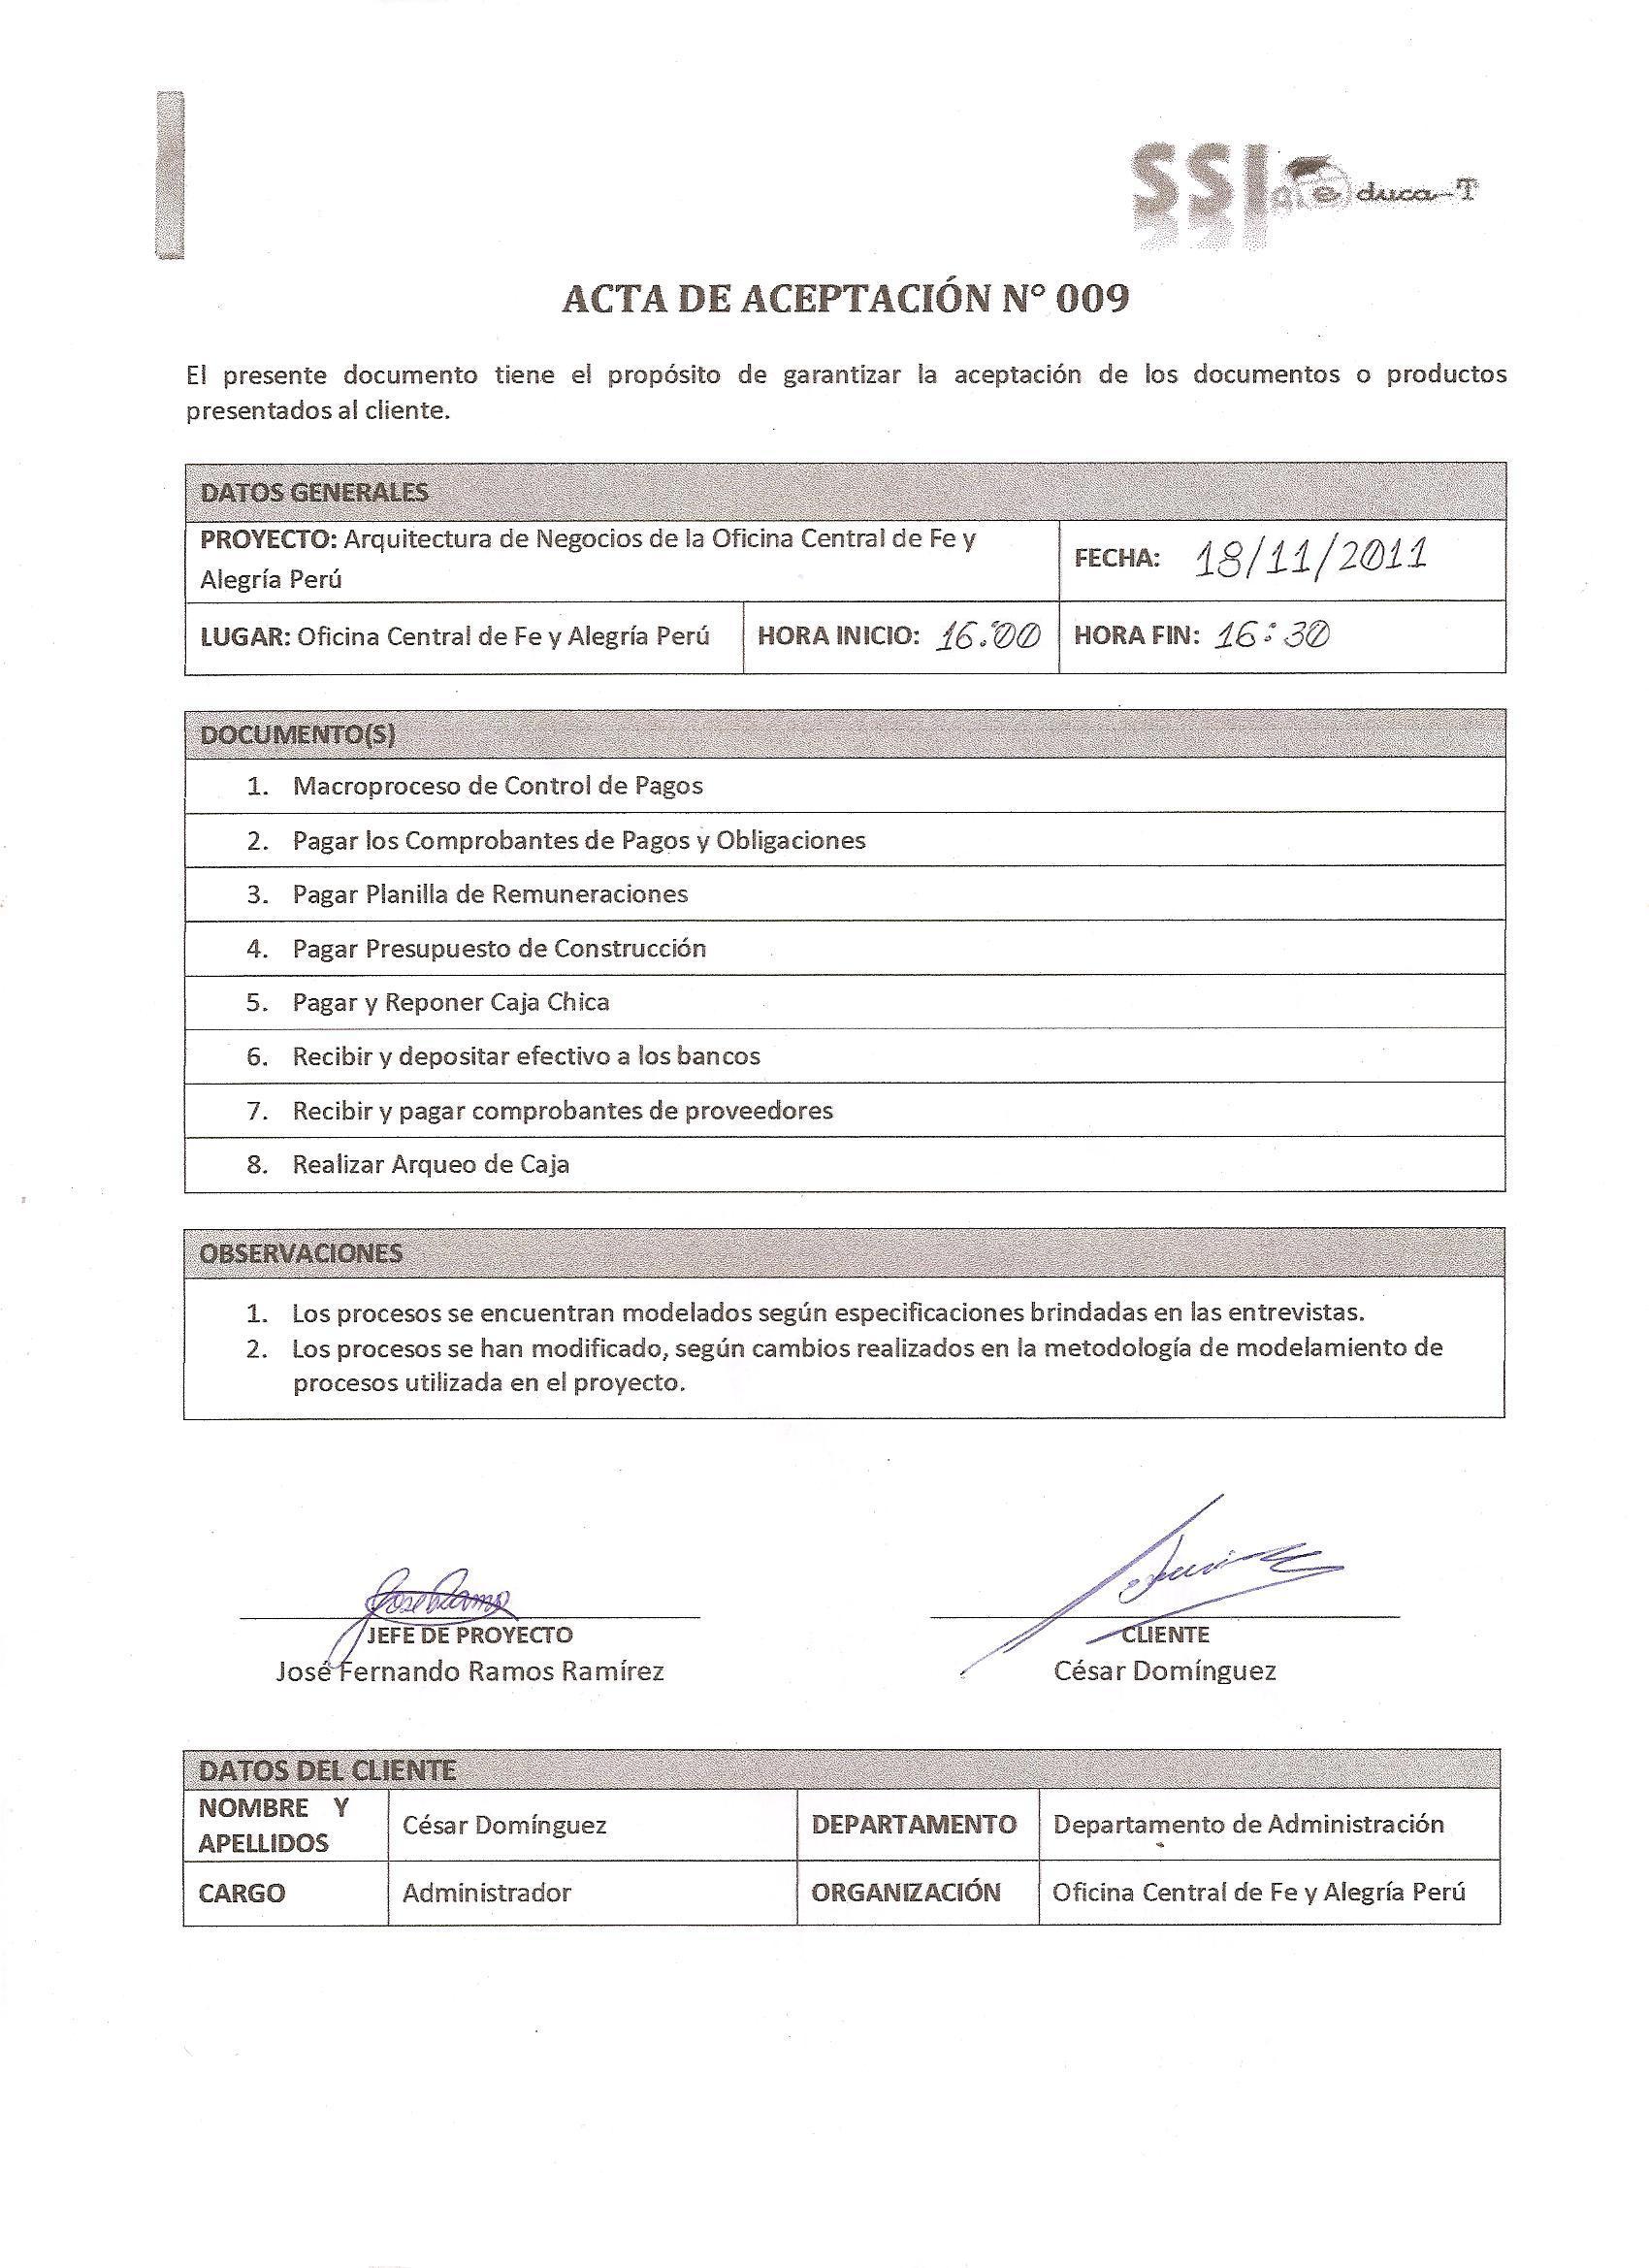 SSI
educa-T
ACTA DE ACEPTACIÓN N° 009
El presente documento tiene el propósito de garantizar la aceptación de los documentos o productos
presentados al cliente.
DATOS GENERALES
PROYECTO: Arquitectura de Negocios de la Oficina Central de Fe y
Alegría Perú
FECHA: 18/11/2011
LUGAR: Oficina Central de Fe y Alegría Perú
HORA INICIO: 16:00
HORA FIN: 16:30
DOCUMENTO(S)
1. Macroproceso de Control de Pagos
2. Pagar los Comprobantes de Pagos y Obligaciones
3. Pagar Planilla de Remuneraciones
4. Pagar Presupuesto de Construcción
5. Pagar y Reponer Caja Chica
6. Recibir y depositar efectivo a los bancos
7. Recibir y pagar comprobantes de proveedores
8. Realizar Arqueo de Caja
OBSERVACIONES
1. Los procesos se encuentran modelados según especificaciones brindadas en las entrevistas.
2. Los procesos se han modificado, según cambios realizados en la metodología de modelamiento de
procesos utilizada en el proyecto.
Jose Ramos
JEFE DE PROYECTO
José Fernando Ramos Ramírez
CLIENTE
César Domínguez
DATOS DEL CLIENTE
NOMBRE Y
APELLIDOS
César Domínguez
DEPARTAMENTO
Departamento de Administración
CARGO
Administrador
ORGANIZACIÓN
Oficina Central de Fe y Alegría Perú